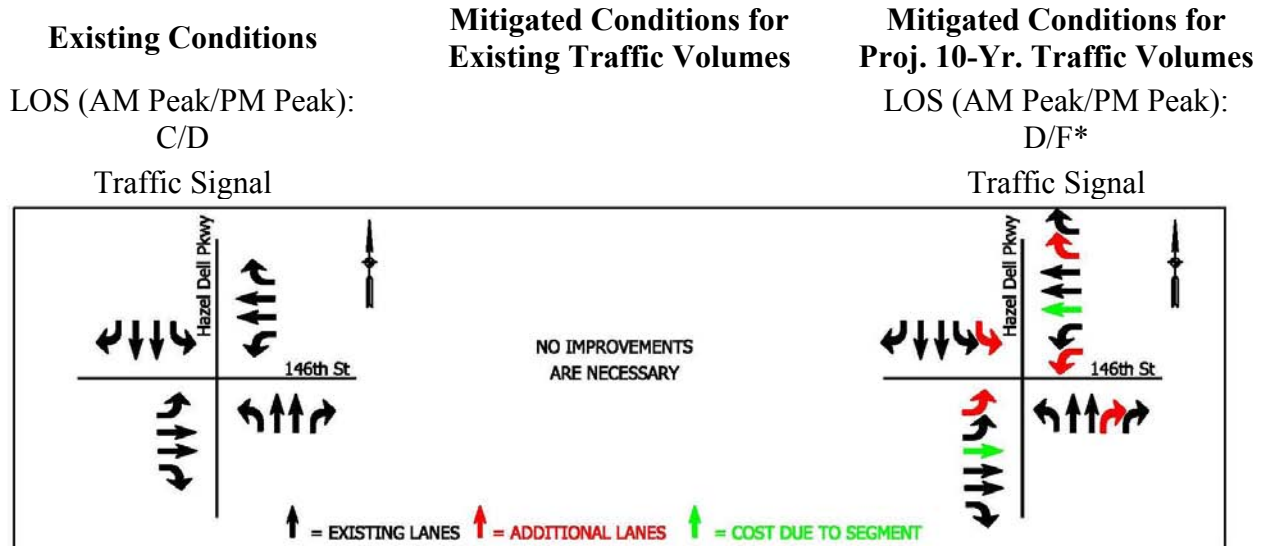 Existing Conditions
Mitigated Conditions for
Existing Traffic Volumes
Mitigated Conditions for
Proj. 10-Yr. Traffic Volumes
LOS (AM Peak/PM Peak):
C/D
Traffic Signal
LOS (AM Peak/PM Peak):
D/F*
Traffic Signal
Hazel Dell Pkwy
146th St
NO IMPROVEMENTS
ARE NECESSARY
Hazel Dell Pkwy
146th St
= EXISTING LANES
= ADDITIONAL LANES
= COST DUE TO SEGMENT